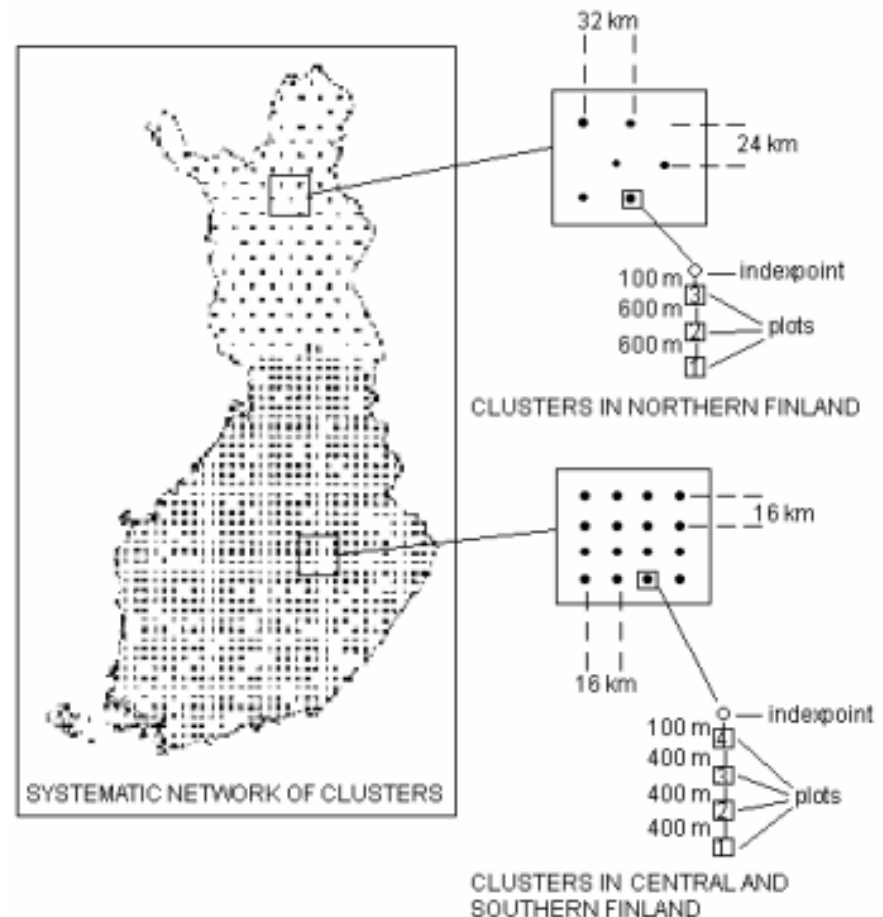 32 km
24 km
indexpoint
100 m
3
600 m
plots
2
600 m
1
CLUSTERS IN NORTHERN FINLAND
16 km
16 km
indexpoint
100 m
4
400 m
3
plots
400 m
2
400 m
1
SYSTEMATIC NETWORK OF CLUSTERS
CLUSTERS IN CENTRAL AND
SOUTHERN FINLAND